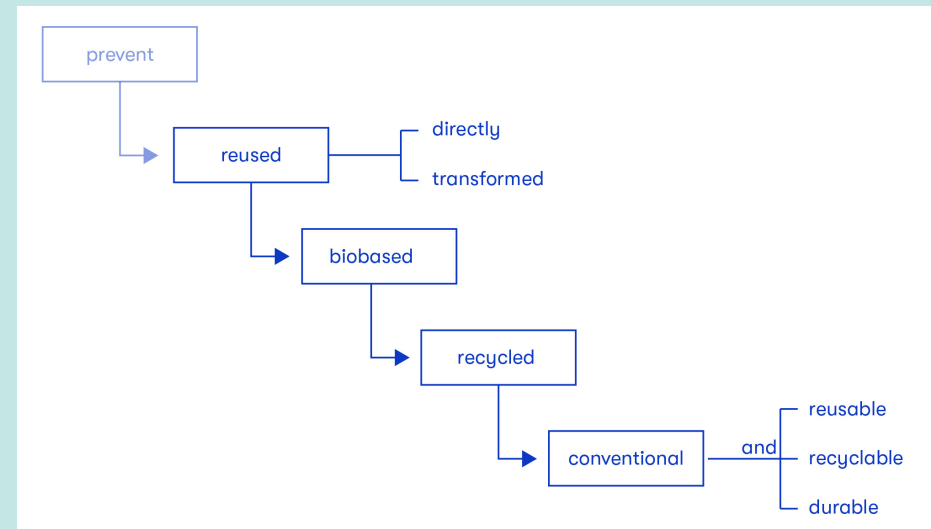 prevent
reused
directly
transformed
biobased
recycled
conventional
and
reusable
recyclable
durable